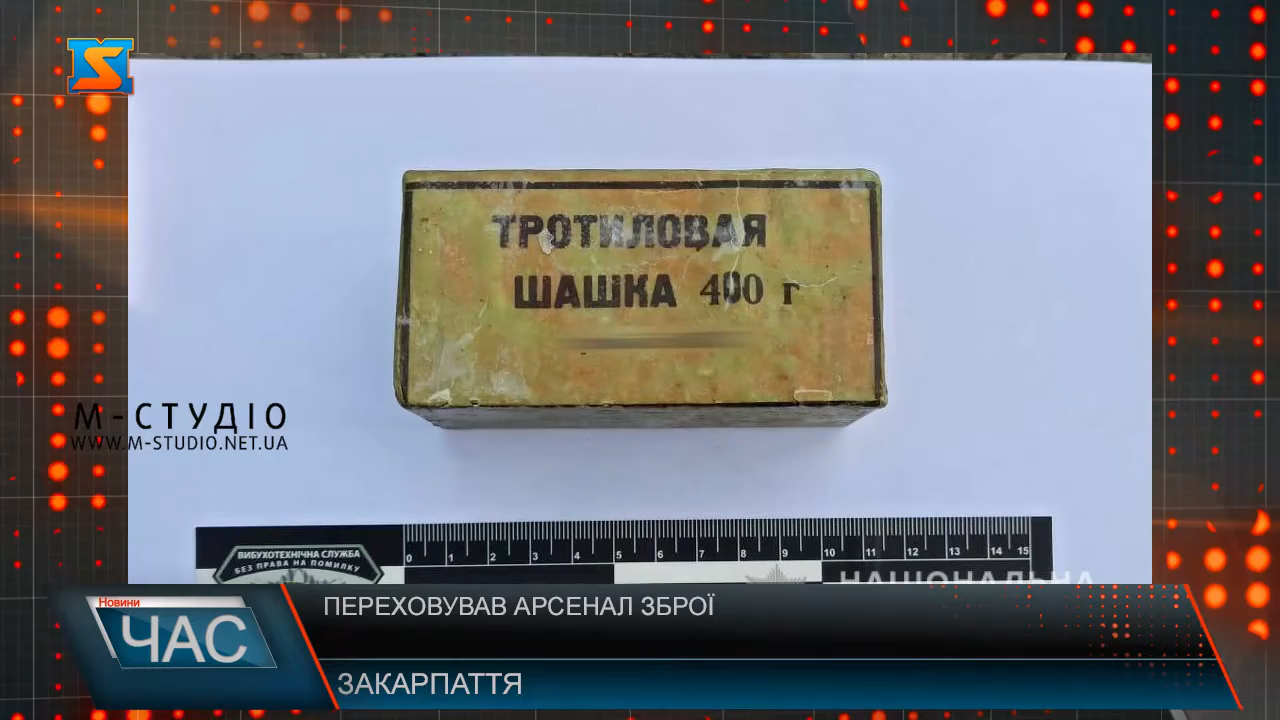 ТРОТИЛОВАЯ
ШАШКА 400 г
М-СТУДІО
WWW.M-STUDIO.NET.UA
ВИБУХОТЕХНІЧНА СЛУЖБА
БЕЗ ПРАВА НА ПОМИЛКУ
0 1 2 3 4 5 6 7 8 9 10 11 12 13 14 15
НАЦІОНАЛЬНА
Новини
ЧАС
ПЕРЕХОВУВАВ АРСЕНАЛ ЗБРОЇ
ЗАКАРПАТТЯ